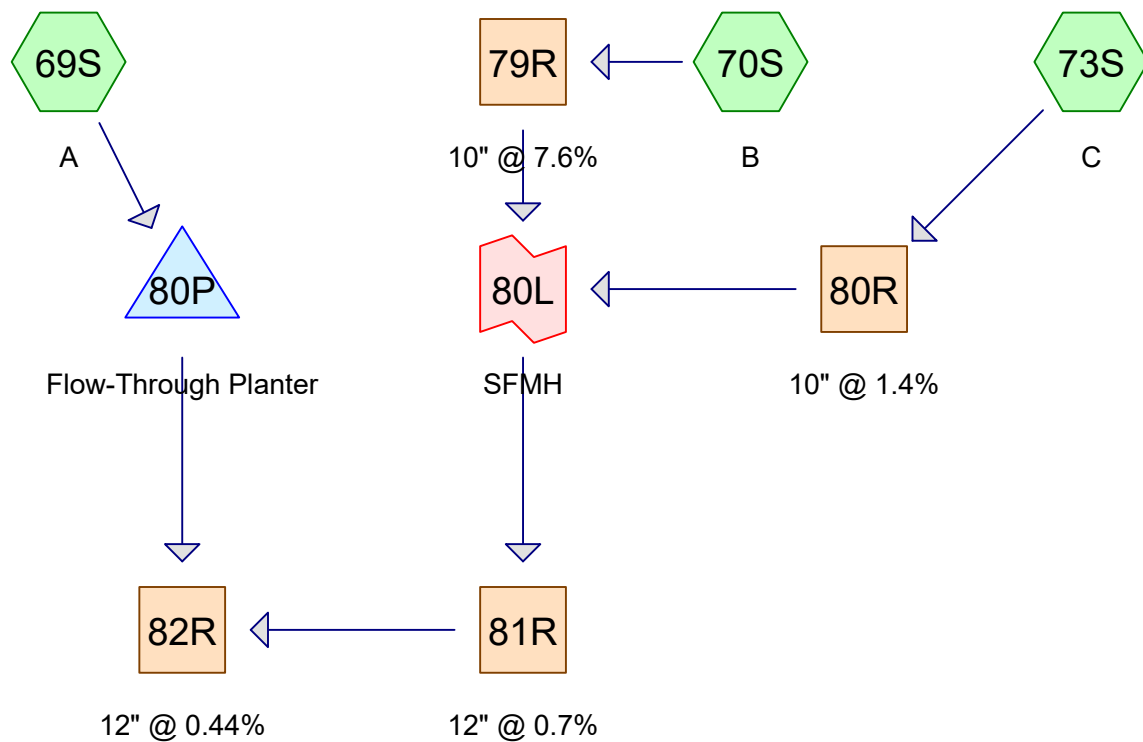 69S
79R
70S
73S
A
10" @ 7.6%
B
C
80P
80L
80R
Flow-Through Planter
SFMH
10" @ 1.4%
82R
81R
12" @ 0.44%
12" @ 0.7%